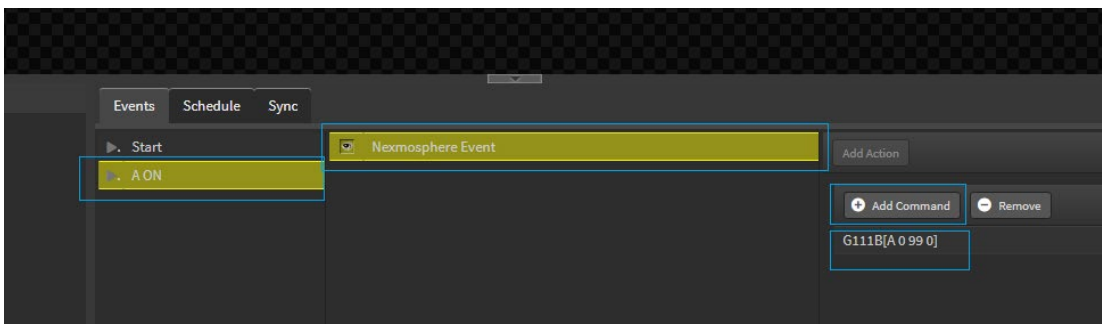 Events Schedule Sync
Start
A ON
Nexmosphere Event
Add Action
Add Command Remove
G111B[A 0 99 0]